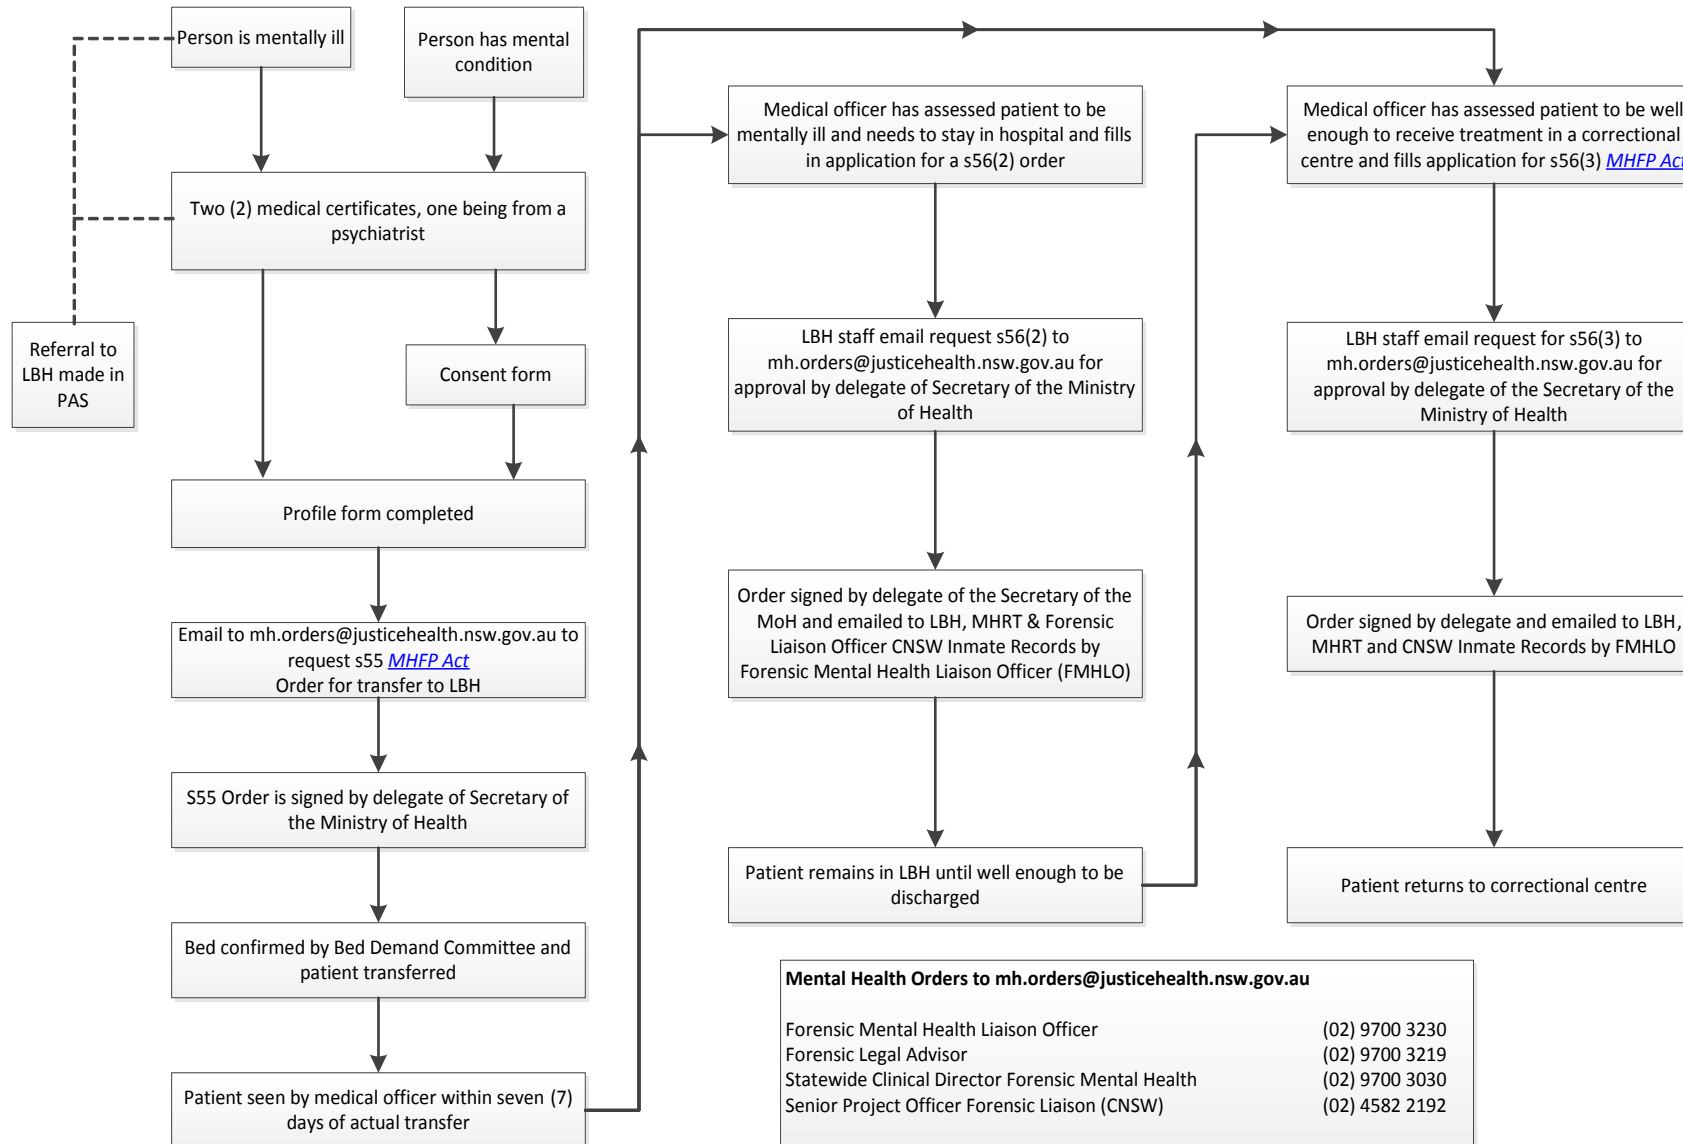 Person is mentally ill
Person has mental
condition
Two (2) medical certificates, one being from a
psychiatrist
Referral to
LBH made in
PAS
Consent form
Profile form completed
Email to mh.orders@justicehealth.nsw.gov.au to
request s55 MHFP Act
Order for transfer to LBH
S55 Order is signed by delegate of Secretary of
the Ministry of Health
Bed confirmed by Bed Demand Committee and
patient transferred
Patient seen by medical officer within seven (7)
days of actual transfer
Medical officer has assessed patient to be
mentally ill and needs to stay in hospital and fills
in application for a s56(2) order
LBH staff email request s56(2) to
mh.orders@justicehealth.nsw.gov.au for
approval by delegate of Secretary of the Ministry
of Health
Order signed by delegate of the Secretary of the
MoH and emailed to LBH, MHRT & Forensic
Liaison Officer CNSW Inmate Records by
Forensic Mental Health Liaison Officer (FMHLO)
Patient remains in LBH until well enough to be
discharged
Medical officer has assessed patient to be well
enough to receive treatment in a correctional
centre and fills application for s56(3) MHFP Act
LBH staff email request for s56(3) to
mh.orders@justicehealth.nsw.gov.au for
approval by delegate of the Secretary of the
Ministry of Health
Order signed by delegate and emailed to LBH,
MHRT and CNSW Inmate Records by FMHLO
Patient returns to correctional centre
Mental Health Orders to mh.orders@justicehealth.nsw.gov.au
Forensic Mental Health Liaison Officer (02) 9700 3230
Forensic Legal Advisor (02) 9700 3219
Statewide Clinical Director Forensic Mental Health (02) 9700 3030
Senior Project Officer Forensic Liaison (CNSW) (02) 4582 2192